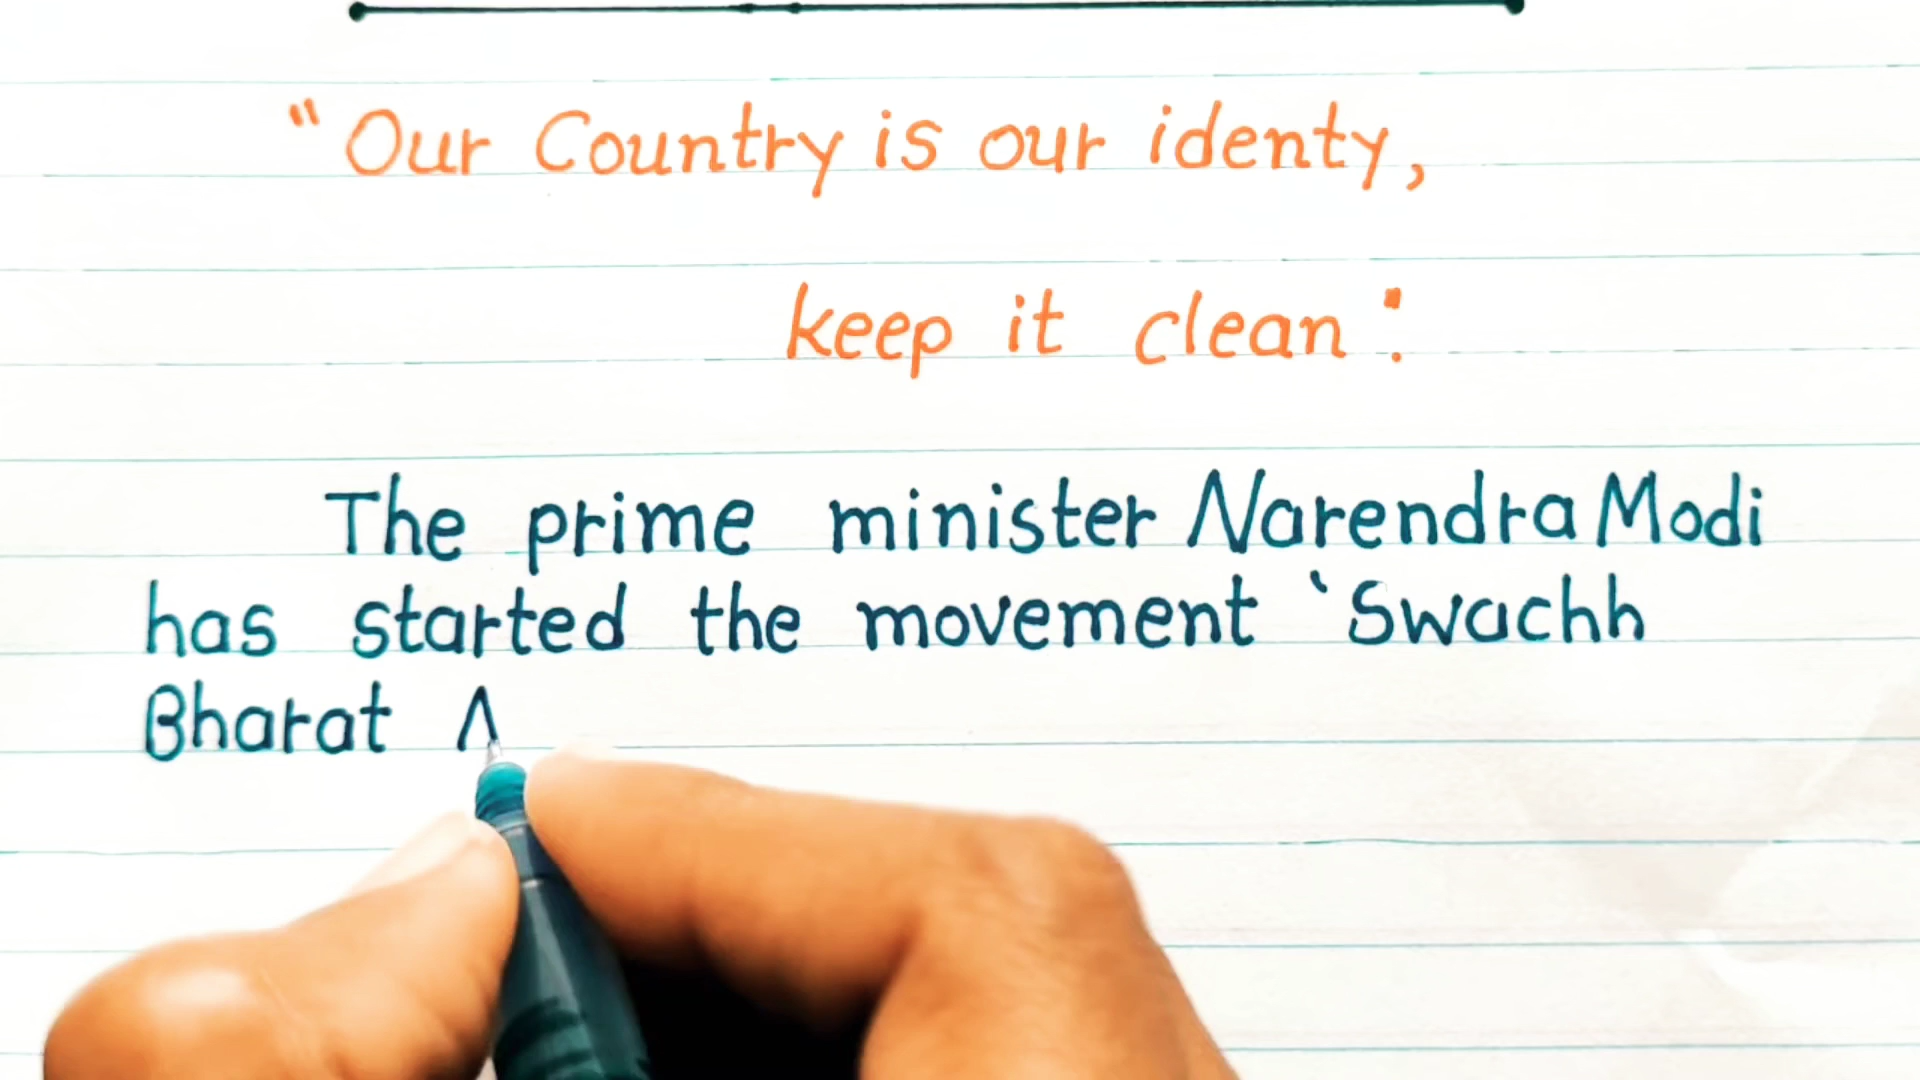 “Our Country is our identy,
keep it clean".
The prime minister Narendra Modi
has started the movement ‘Swachh
Bharat